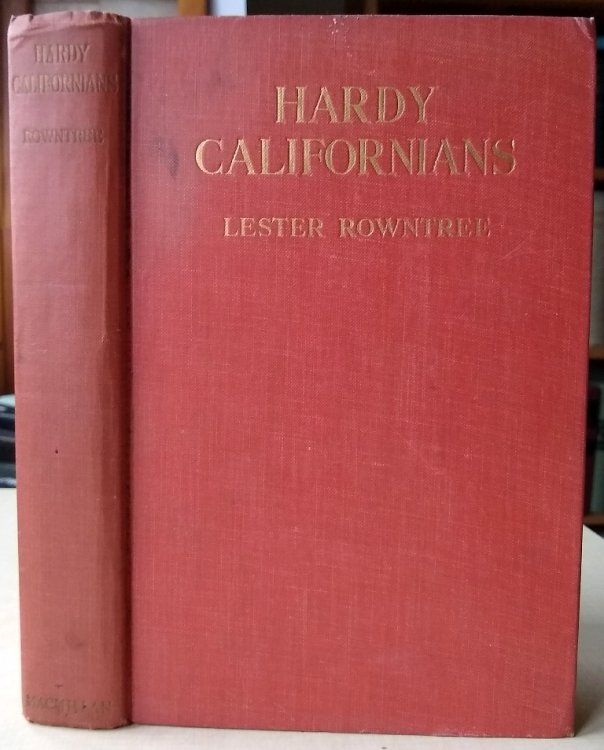 HARDY
CALIFORNIANS
ROWNTREE
MACMILLAN
HARDY
CALIFORNIANS
LESTER ROWNTREE